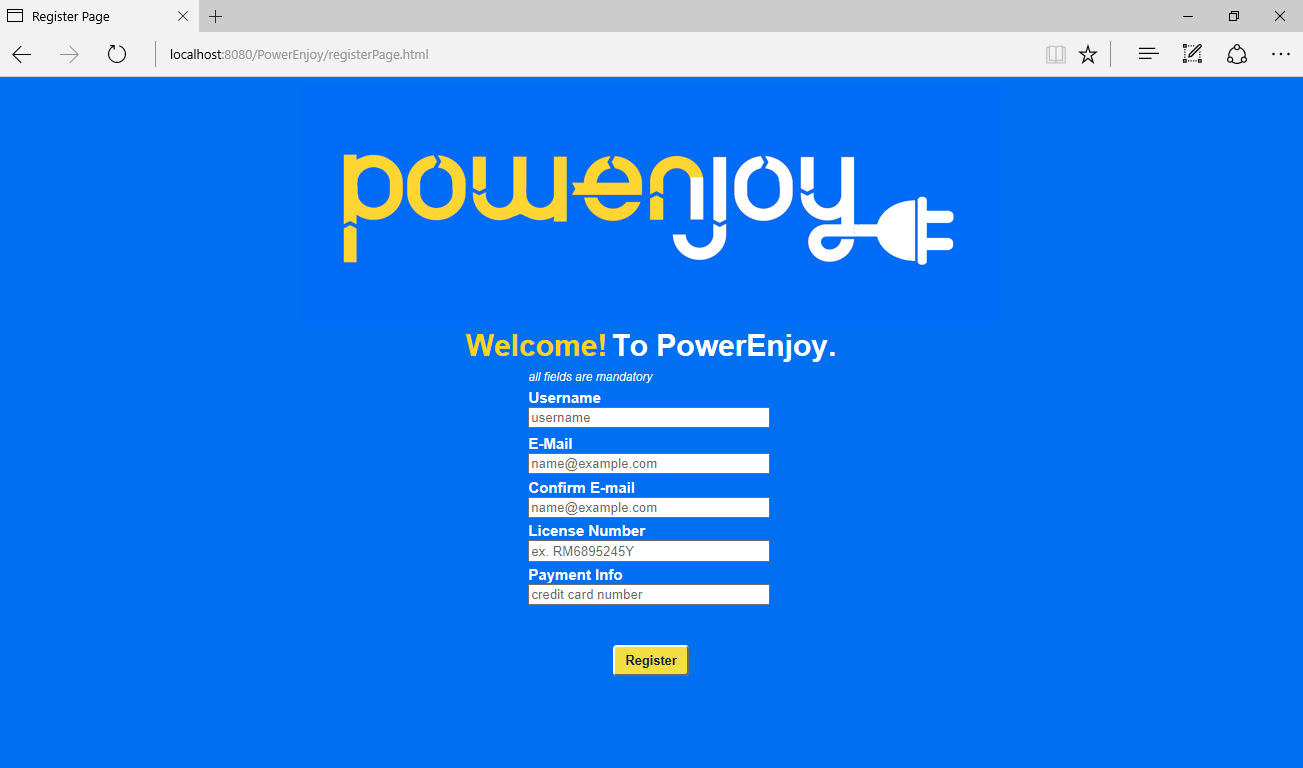 Register Page
localhost:8080/PowerEnjoy/registerPage.html
powenjoy
Welcome! To PowerEnjoy.
all fields are mandatory
Username
username
E-Mail
name@example.com
Confirm E-mail
name@example.com
License Number
ex. RM6895245Y
Payment Info
credit card number
Register